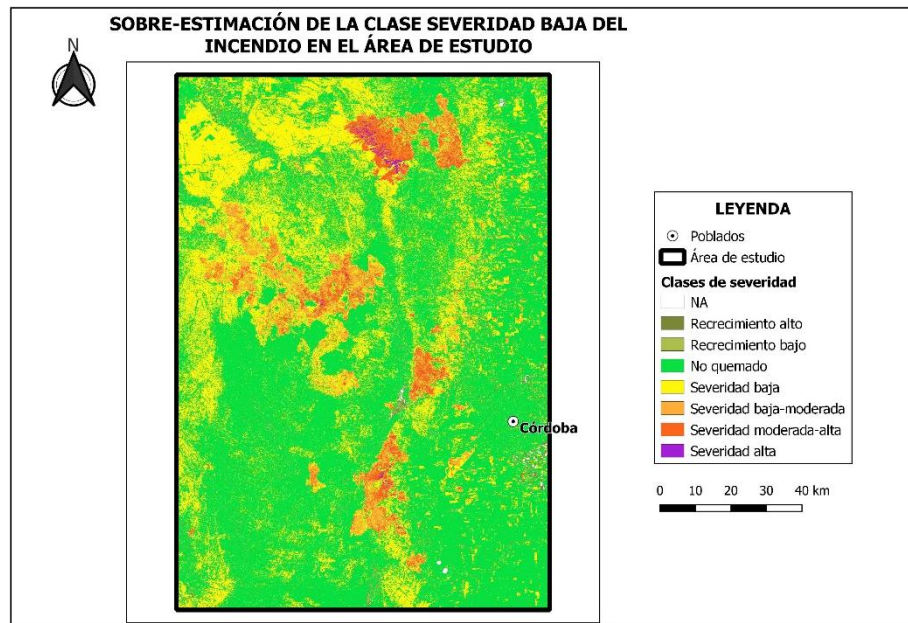 SOBRE-ESTIMACIÓN DE LA CLASE SEVERIDAD BAJA DEL
INCENDIO EN EL ÁREA DE ESTUDIO
N
Córdoba
LEYENDA
Poblados
Área de estudio
Clases de severidad
NA
Recrecimiento alto
Recrecimiento bajo
No quemado
Severidad baja
Severidad baja-moderada
Severidad moderada-alta
Severidad alta
0 10 20 30 40 km